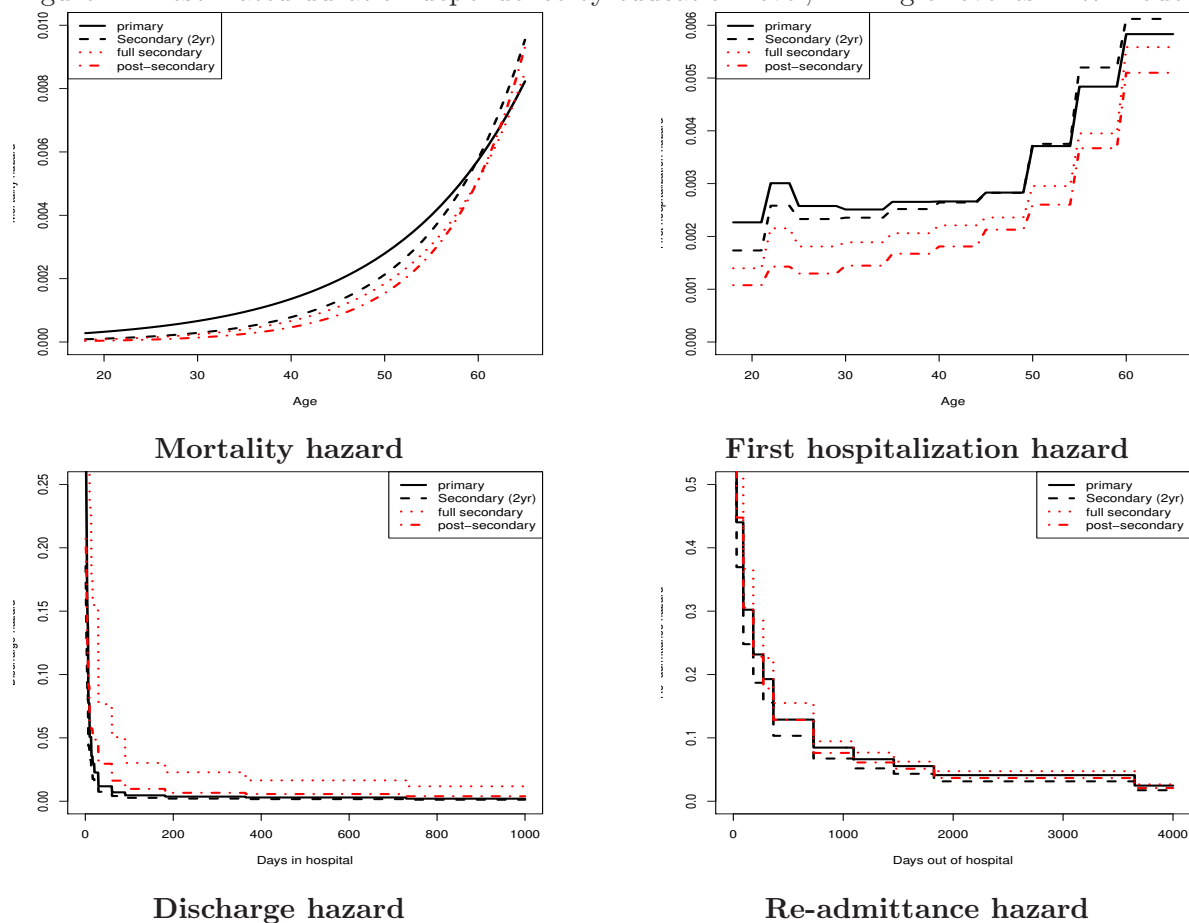 primary
Secondary (2yr)
full secondary
post−secondary
0.000 0.002 0.004 0.006 0.008 0.010
20 30 40 50 60
Age
Mortality hazard
primary
Secondary (2yr)
full secondary
post−secondary
0.000 0.001 0.002 0.003 0.004 0.005 0.006
20 30 40 50 60
Age
First hospitalization hazard
primary
Secondary (2yr)
full secondary
post−secondary
0.00 0.05 0.10 0.15 0.20 0.25
0 200 400 600 800 1000
Days in hospital
Discharge hazard
primary
Secondary (2yr)
full secondary
post−secondary
0.0 0.1 0.2 0.3 0.4 0.5
0 1000 2000 3000 4000
Days out of hospital
Re-admittance hazard